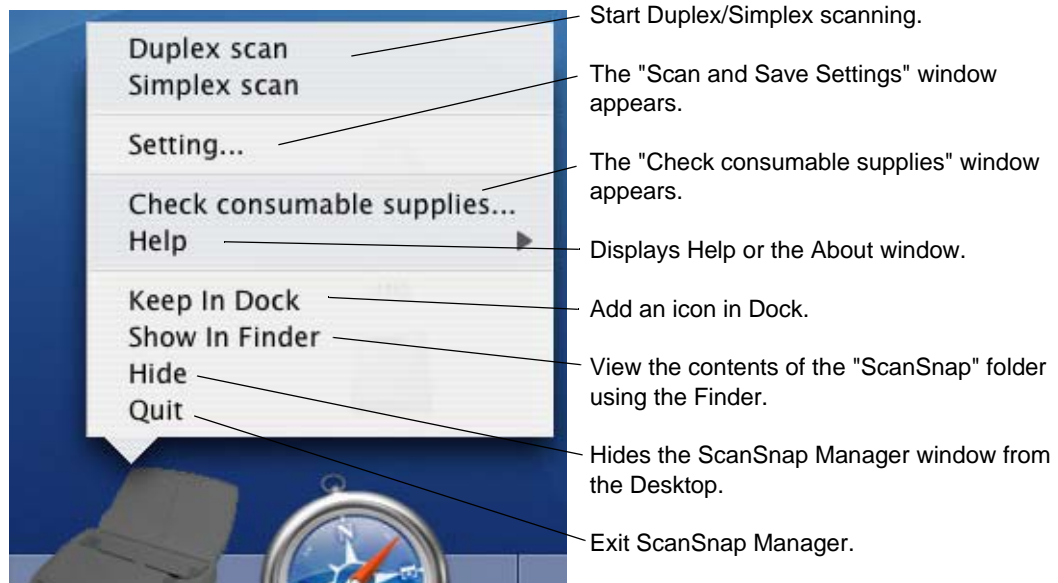 Duplex scan
Simplex scan
Setting...
Check consumable supplies...
Help
Keep In Dock
Show In Finder
Hide
Quit
Start Duplex/Simplex scanning.
The "Scan and Save Settings" window
appears.
The "Check consumable supplies" window
appears.
Displays Help or the About window.
Add an icon in Dock.
View the contents of the "ScanSnap" folder
using the Finder.
Hides the ScanSnap Manager window from
the Desktop.
Exit ScanSnap Manager.
N
E